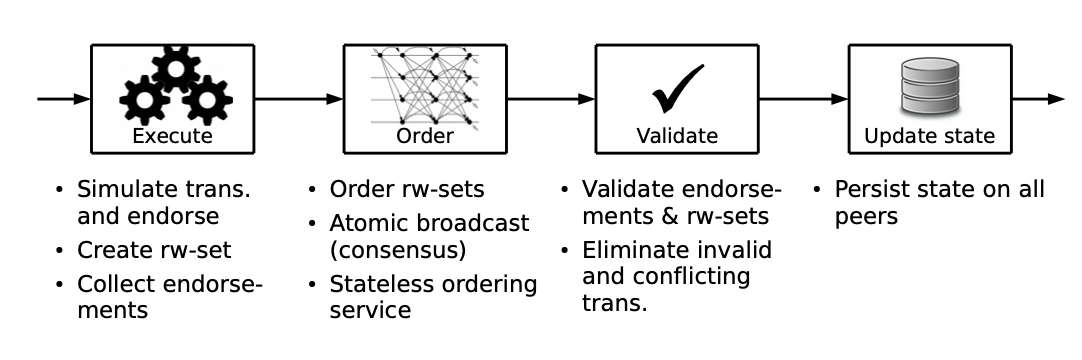 Execute
Order
Validate
Update state
• Simulate trans.
and endorse
• Create rw-set
• Collect endorse-
ments
• Order rw-sets
• Atomic broadcast
(consensus)
• Stateless ordering
service
• Validate endorse-
ments & rw-sets
• Eliminate invalid
and conflicting
trans.
• Persist state on all
peers